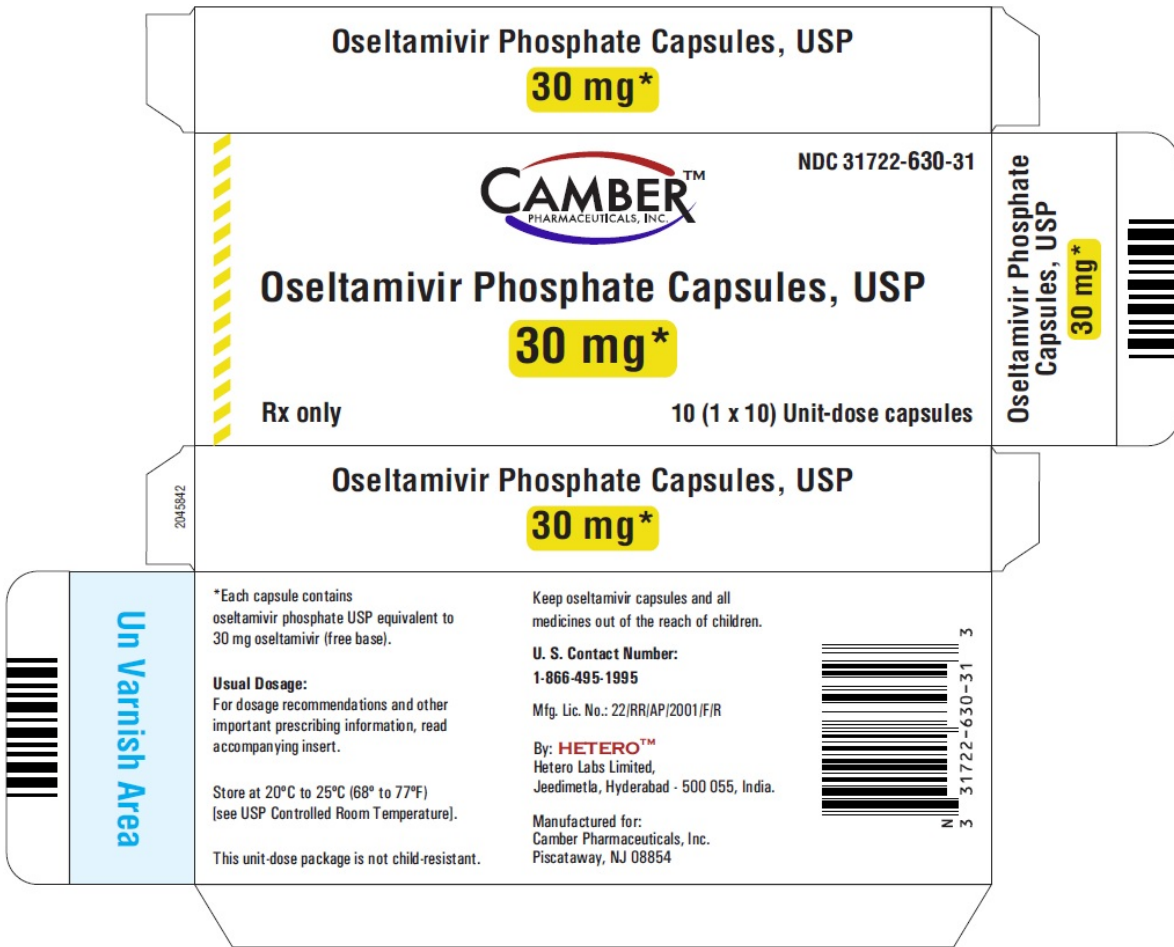 Oseltamivir Phosphate Capsules, USP
30 mg*
CAMBER™
PHARMACEUTICALS, INC.
NDC 31722-630-31
Oseltamivir Phosphate Capsules, USP
30 mg*
Rx only
10 (1 x 10) Unit-dose capsules
Oseltamivir Phosphate
Capsules, USP
30 mg*
2045842
Oseltamivir Phosphate Capsules, USP
30 mg*
Un Varnish Area
*Each capsule contains
oseltamivir phosphate USP equivalent to
30 mg oseltamivir (free base).
Usual Dosage:
For dosage recommendations and other
important prescribing information, read
accompanying insert.
Store at 20°C to 25°C (68° to 77°F)
[see USP Controlled Room Temperature].
This unit-dose package is not child-resistant.
Keep oseltamivir capsules and all
medicines out of the reach of children.
U. S. Contact Number:
1-866-495-1995
Mfg. Lic. No.: 22/RR/AP/2001/F/R
By: HETERO™
Hetero Labs Limited,
Jeedimetla, Hyderabad - 500 055, India.
Manufactured for:
Camber Pharmaceuticals, Inc.
Piscataway, NJ 08854
N
3 31722-630-31 3